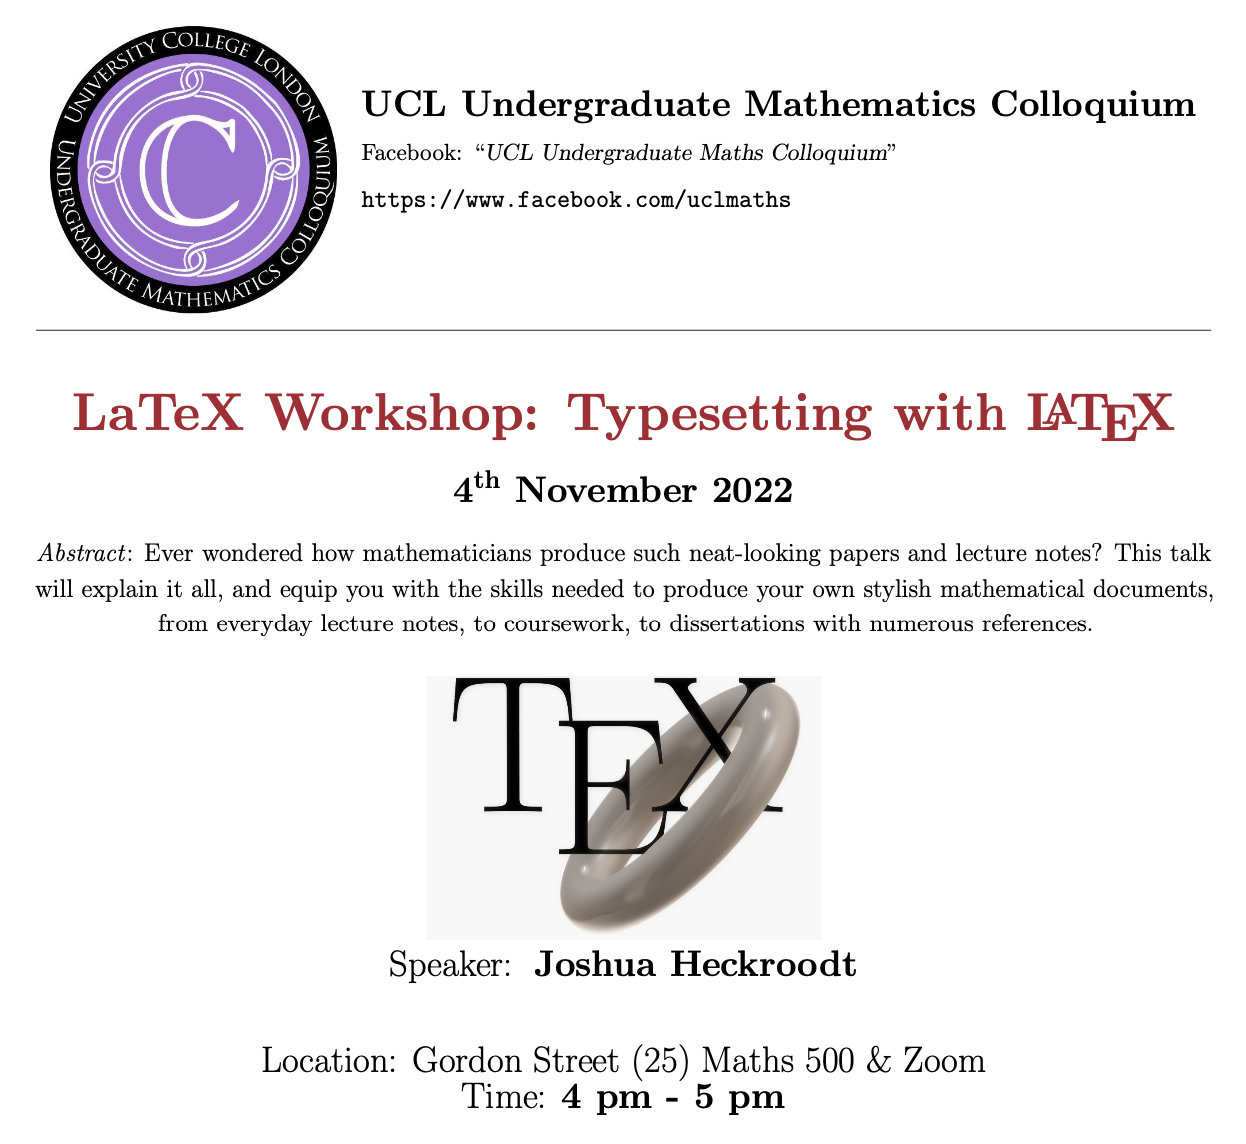 UNIVERSITY COLLEGE LONDON
UNDERGRADUATE MATHEMATICS COLLOQUIUM
C
UCL Undergraduate Mathematics Colloquium
Facebook: “UCL Undergraduate Maths Colloquium”
https://www.facebook.com/uclmaths
LaTeX Workshop: Typesetting with LATEX
4th November 2022
Abstract: Ever wondered how mathematicians produce such neat-looking papers and lecture notes? This talk
will explain it all, and equip you with the skills needed to produce your own stylish mathematical documents,
from everyday lecture notes, to coursework, to dissertations with numerous references.
TEX
Speaker: Joshua Heckroodt
Location: Gordon Street (25) Maths 500 & Zoom
Time: 4 pm - 5 pm